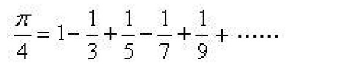 π/4 = 1 - 1/3 + 1/5 - 1/7 + 1/9 + ⋯⋯